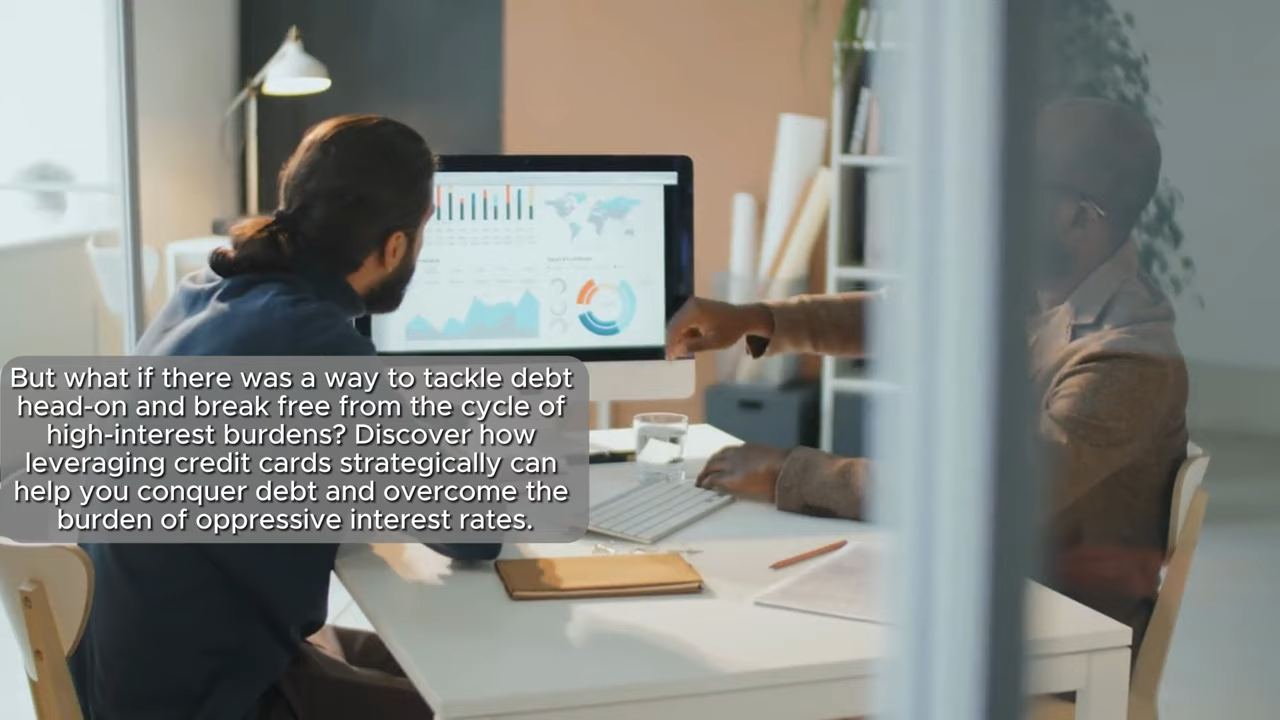 But what if there was a way to tackle debt
head-on and break free from the cycle of
high-interest burdens? Discover how
leveraging credit cards strategically can
help you conquer debt and overcome the
burden of oppressive interest rates.